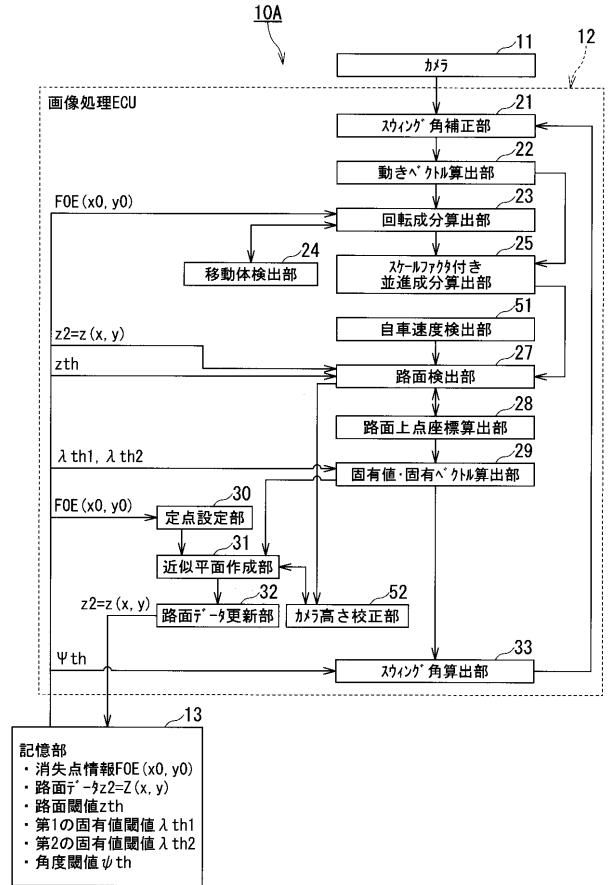 10A
11
カメラ
12
画像処理ECU
21
スウィング角補正部
22
動きベクトル算出部
FOE(x0, y0)
23
回転成分算出部
24
移動体検出部
25
スケールファクタ付き
並進成分算出部
51
自車速度検出部
z2=z(x, y)
27
zth
路面検出部
28
路面上点座標算出部
λth1, λth2
29
固有値・固有ベクトル算出部
FOE(x0, y0)
30
定点設定部
31
近似平面作成部
z2=z(x, y)
32
路面データ更新部
52
カメラ高さ校正部
Ψth
33
スウィング角算出部
13
記憶部
・消失点情報FOE(x0, y0)
・路面データz2=Z(x, y)
・路面閾値zth
・第1の固有値閾値λth1
・第2の固有値閾値λth2
・角度閾値ψth